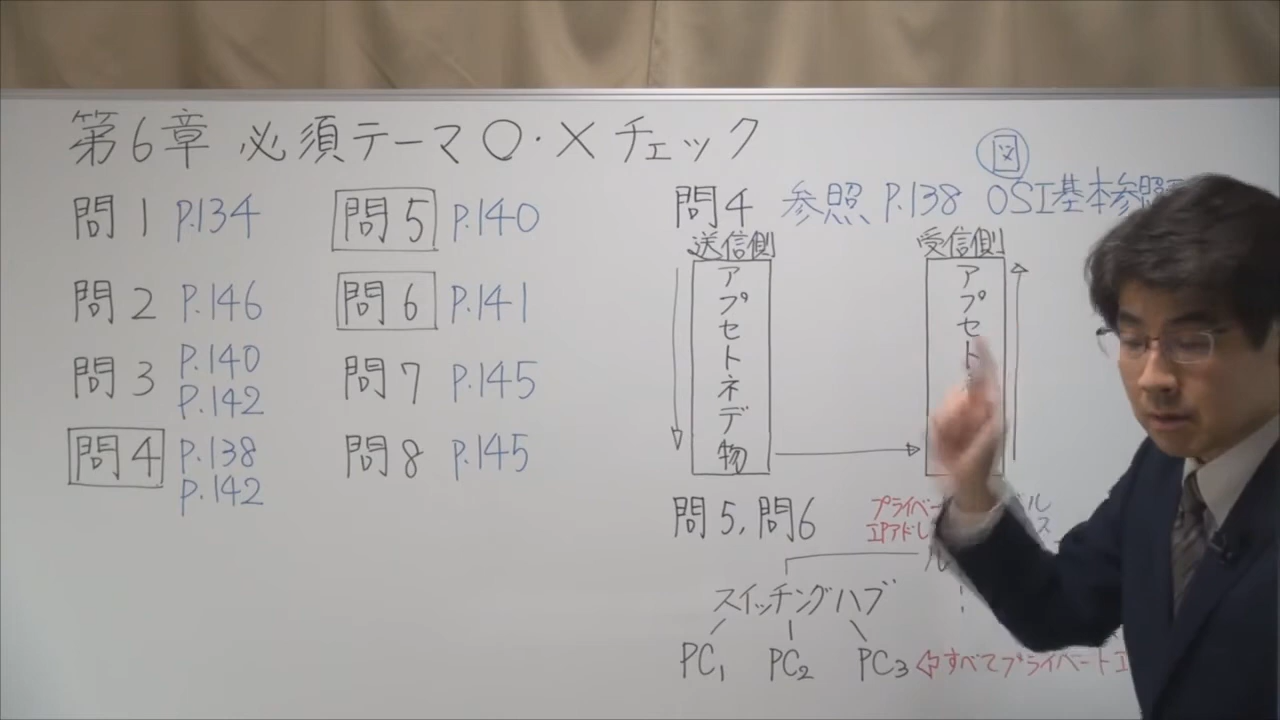 第6章 必須テーマ〇・×チェック
問1 P.134
問2 P.146
問3 P.140
P.142
問4 P.138
P.142
問5 P.140
問6 P.141
問7 P.145
問8 P.145
図
問4 参照 P.138 OSI基本参照
送信側
ア
プ
セ
ト
ネ
デ
物
受信側
ア
プ
セ
ト
問5,問6
プライベー
IPアドレ
スイッチングハブ
PC1 PC2 PC3 ⇦すべてプライベートI